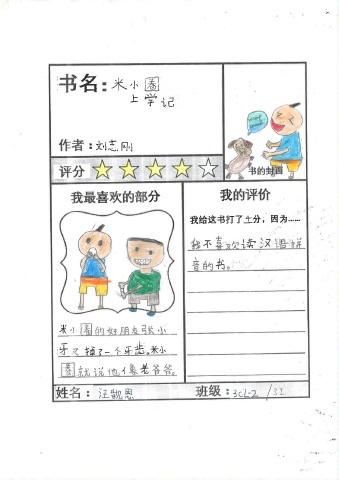 书名: 米小圈
上学记
作者: 刘志刚
书的封面
评分
我最喜欢的部分
我的评价
我给这书打了士分，因为......
我不喜欢读汉语拼
音的书。
米小圈的好朋友张小
牙又掉了一个牙齿。米小
圈就说他像老爷爷。
姓名: 汪凯恩
班级: 3CL2